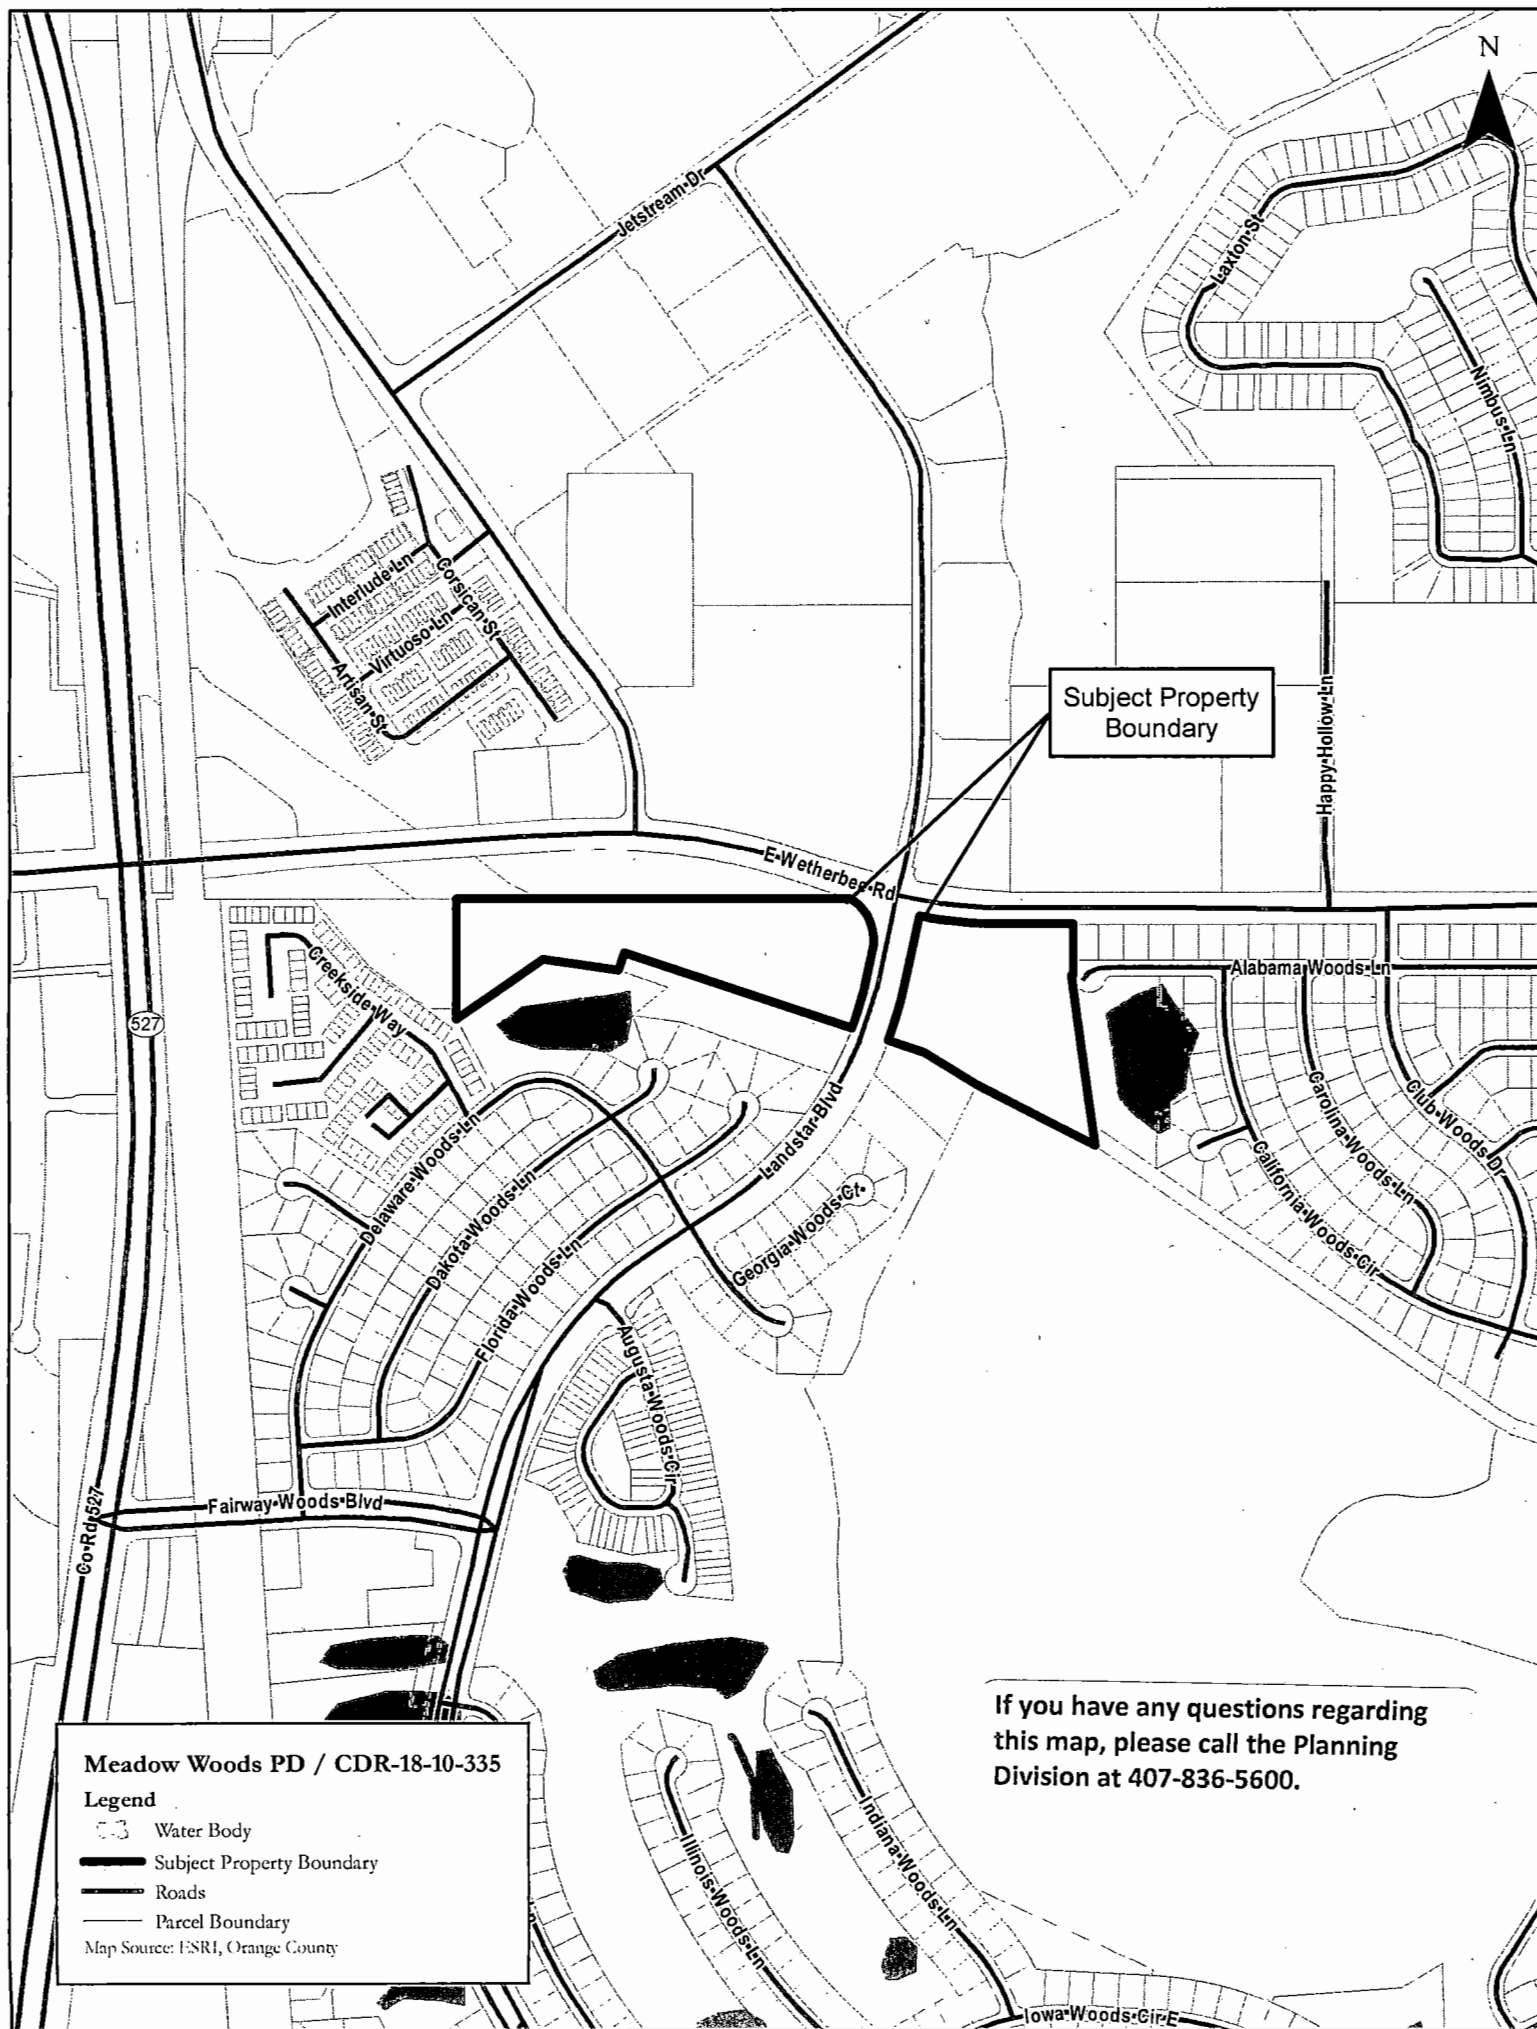 N
Jetstream Dr
Laxton St
Nimbus Ln
Interlude Ln
Corsican St
Virtuoso Ln
Artisan St
Subject Property
Boundary
Happy Hollow Ln
E Wetherbee Rd
Creekside Way
Alabama Woods Ln
527
Carolina Woods Ln
Club Woods Dr
Delaware Woods Ln
Landstar Blvd
Dakota Woods Ln
California Woods Cir
Georgia Woods Ct
Florida Woods Ln
Augusta Woods Cir
Fairway Woods Blvd
Co Rd 527
If you have any questions regarding
this map, please call the Planning
Division at 407-836-5600.
Meadow Woods PD / CDR-18-10-335
Legend
Water Body
Subject Property Boundary
Roads
Parcel Boundary
Map Source: ESRI, Orange County
Illinois Woods Ln
Indiana Woods Ln
Iowa Woods Cir E